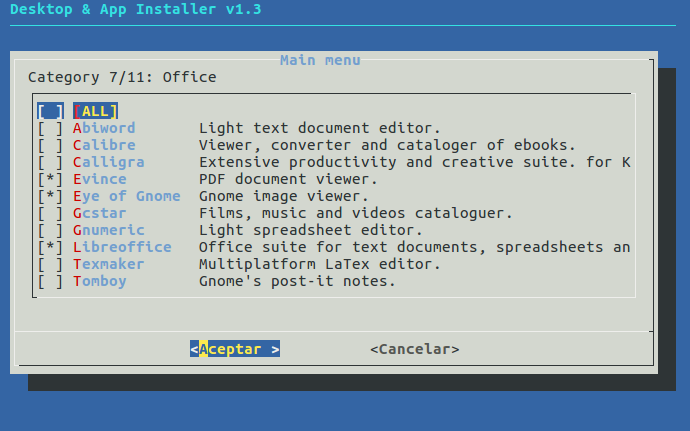 Desktop & App Installer v1.3
Main menu
Category 7/11: Office
[ ] [ALL]
[ ] Abiword Light text document editor.
[ ] Calibre Viewer, converter and cataloger of ebooks.
[ ] Calligra Extensive productivity and creative suite. for K
[*] Evince PDF document viewer.
[*] Eye of Gnome Gnome image viewer.
[ ] Gcstar Films, music and videos cataloguer.
[ ] Gnumeric Light spreadsheet editor.
[*] Libreoffice Office suite for text documents, spreadsheets an
[ ] Texmaker Multiplatform LaTex editor.
[ ] Tomboy Gnome's post-it notes.
<Aceptar > <Cancelar>